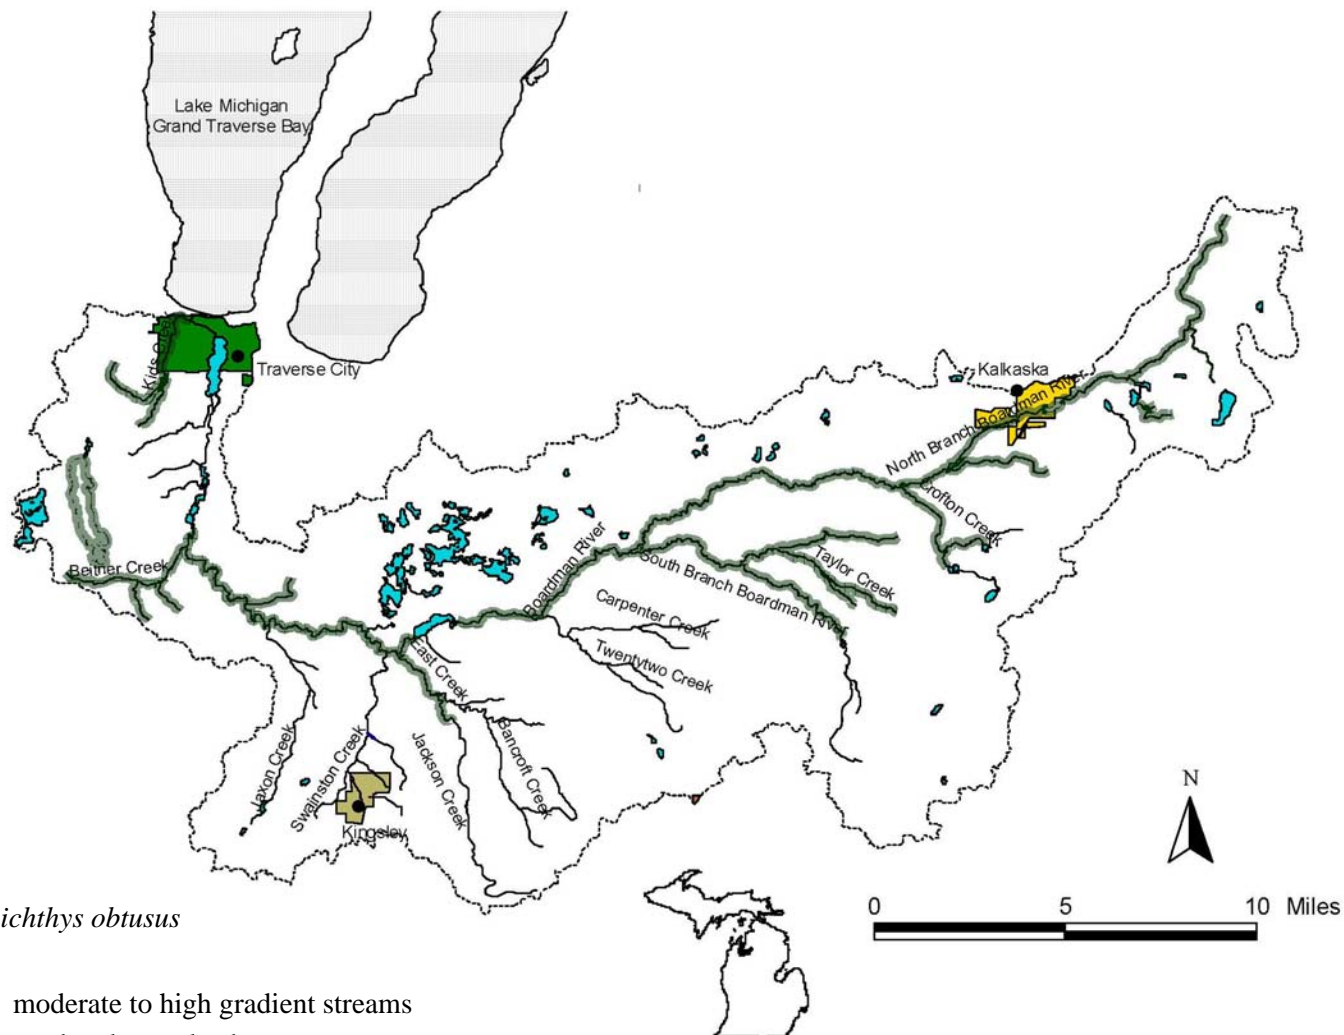 Lake Michigan
Grand Traverse Bay
Traverse City
Kalkaska
North Branch Boardman River
Crofton Creek
Taylor Creek
South Branch Boardman River
Boardman River
Carpenter Creek
Twentytwo Creek
Beitner Creek
East Creek
Bancroft Creek
Jackson Creek
Swainston Creek
Jaxon Creek
Kingsley
N
0 5 10 Miles
ichthys obtusus
moderate to high gradient streams